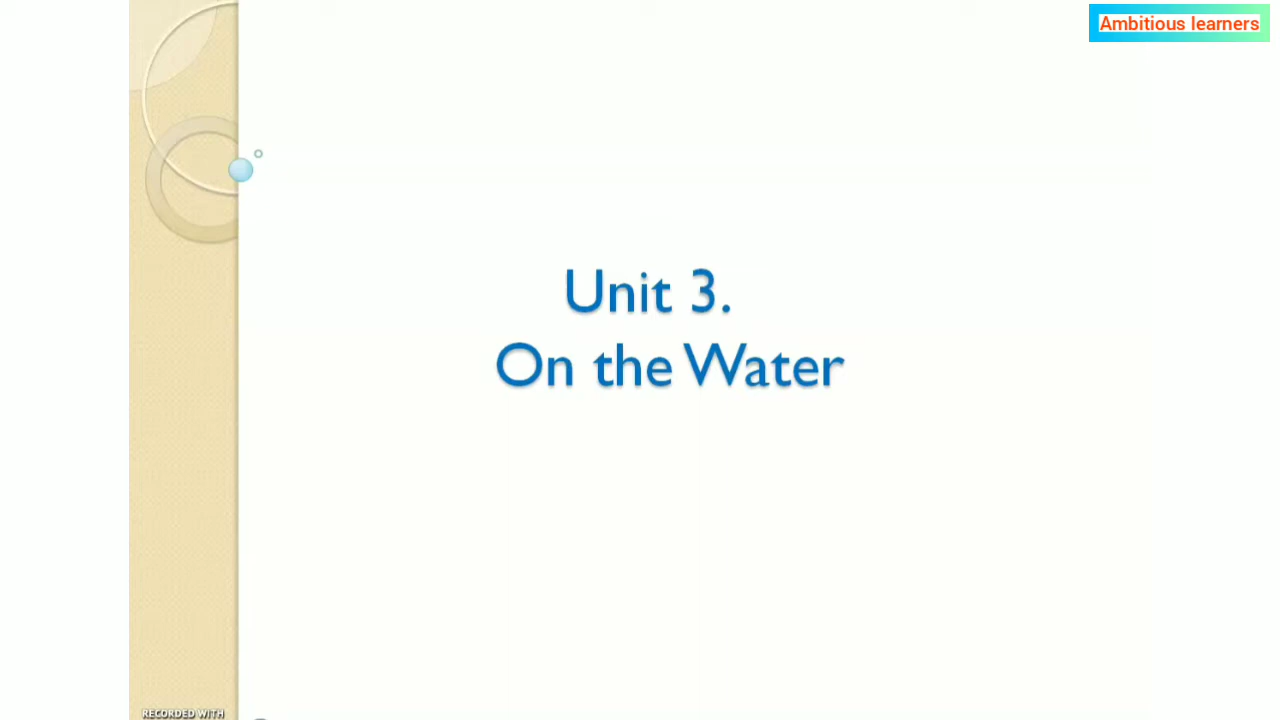 Ambitious learners
Unit 3.
On the Water
RECORDED WITH